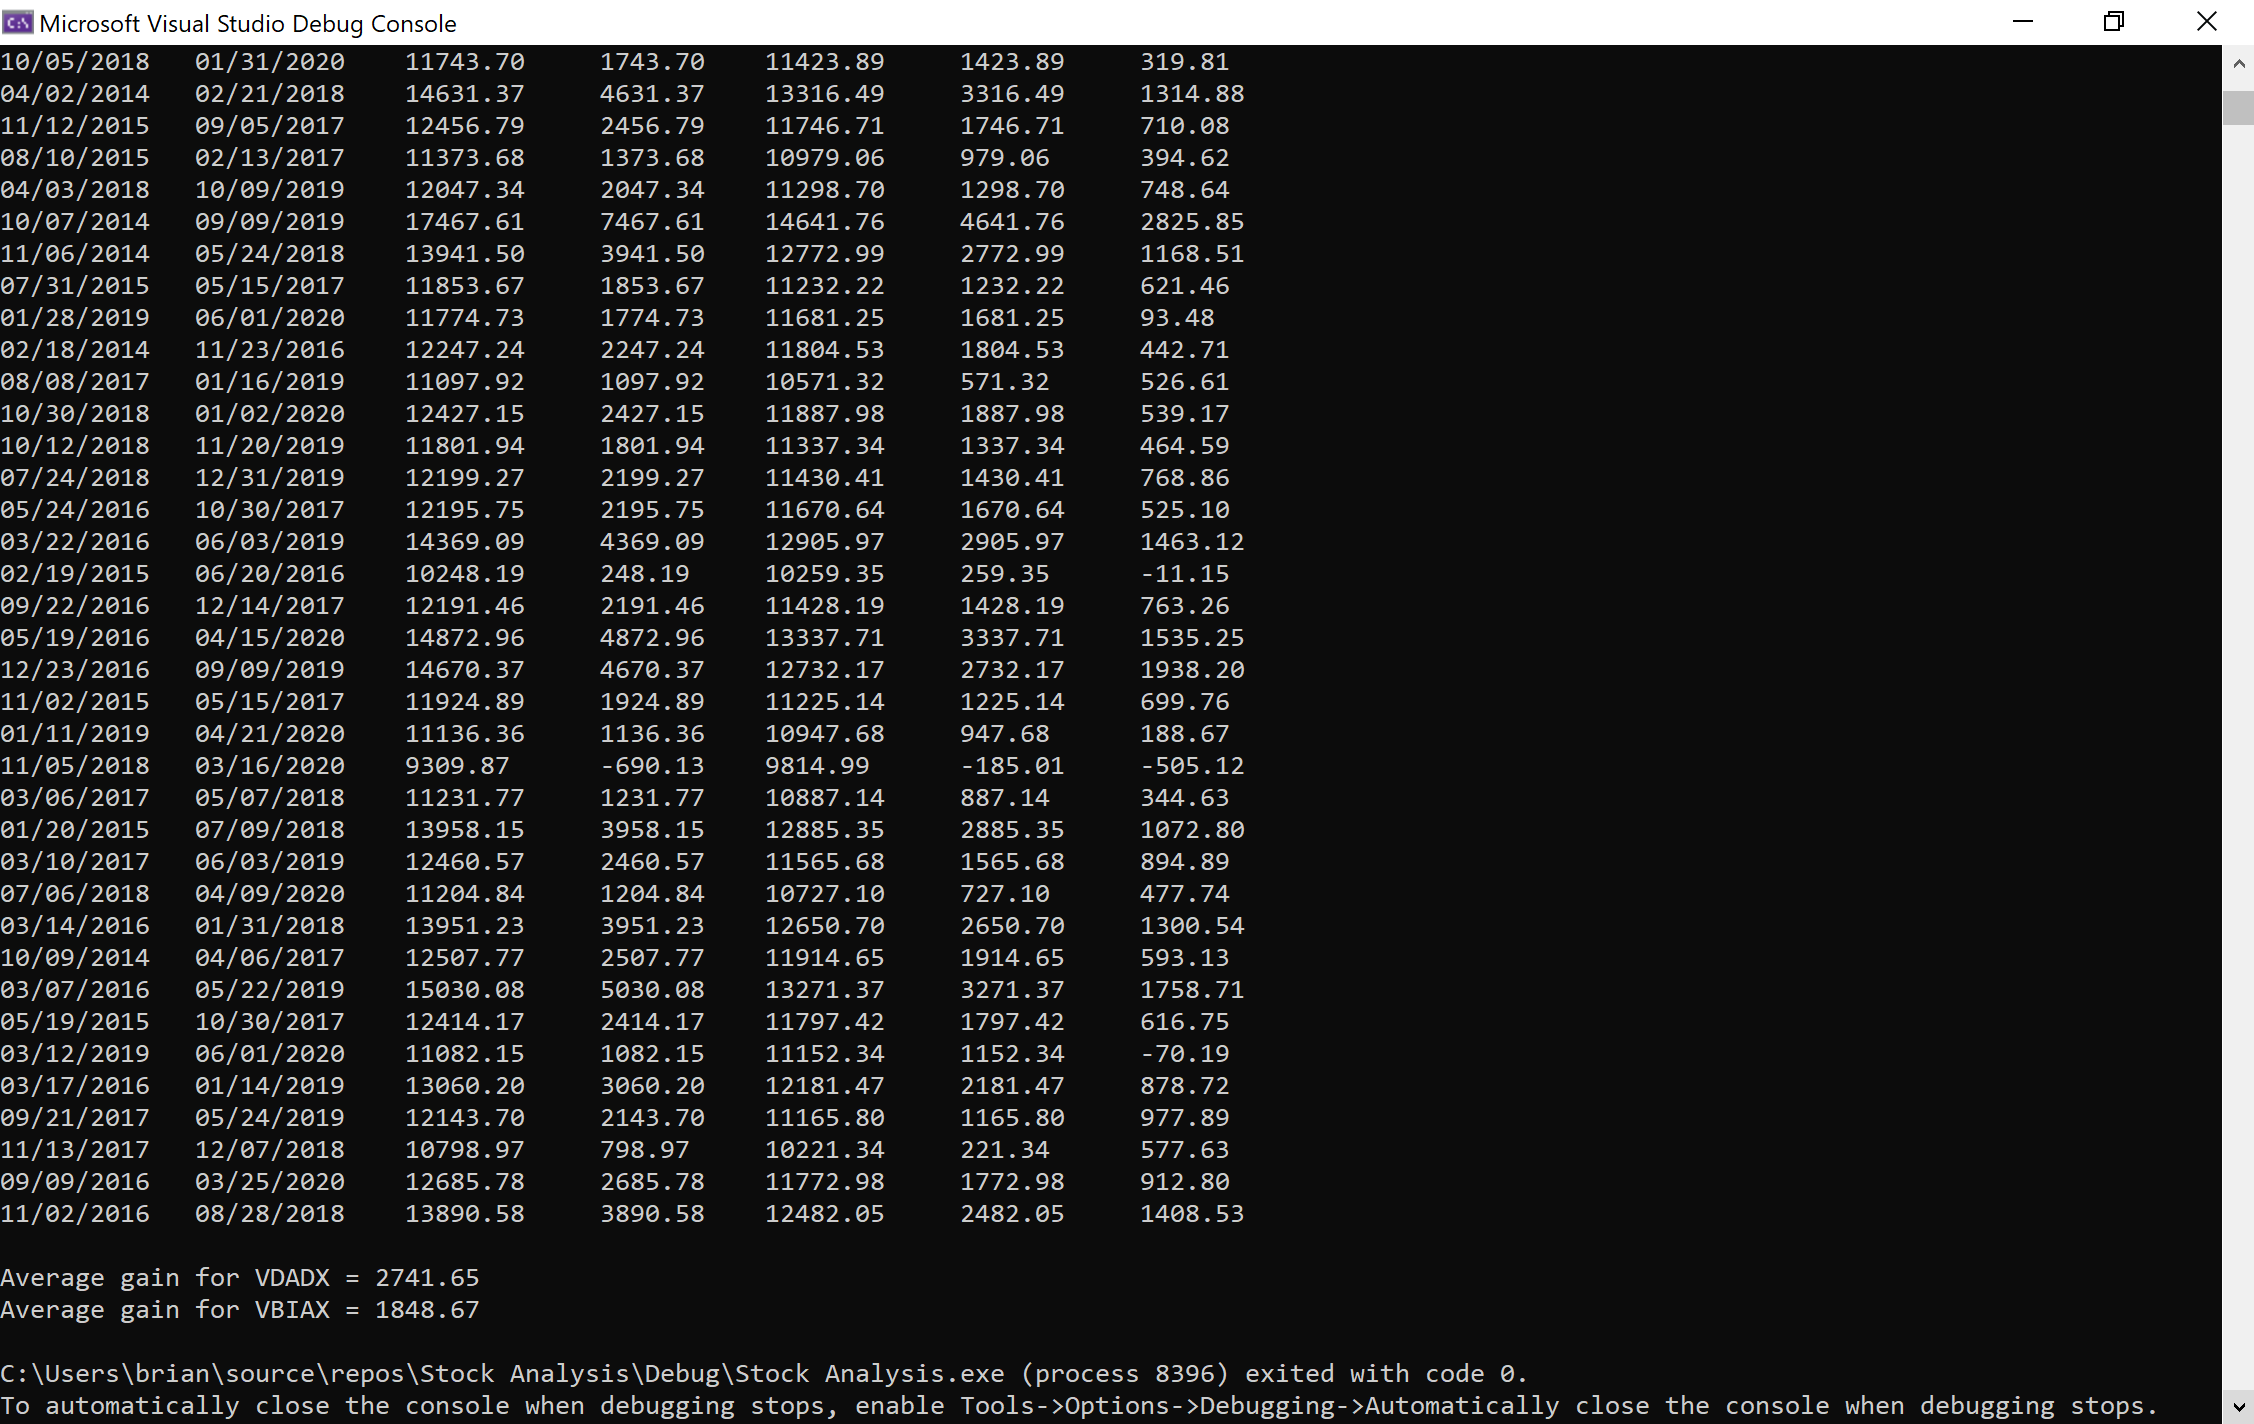 Microsoft Visual Studio Debug Console
10/05/2018 01/31/2020 11743.70 1743.70 11423.89 1423.89 319.81
04/02/2014 02/21/2018 14631.37 4631.37 13316.49 3316.49 1314.88
11/12/2015 09/05/2017 12456.79 2456.79 11746.71 1746.71 710.08
08/10/2015 02/13/2017 11373.68 1373.68 10979.06 979.06 394.62
04/03/2018 10/09/2019 12047.34 2047.34 11298.70 1298.70 748.64
10/07/2014 09/09/2019 17467.61 7467.61 14641.76 4641.76 2825.85
11/06/2014 05/24/2018 13941.50 3941.50 12772.99 2772.99 1168.51
07/31/2015 05/15/2017 11853.67 1853.67 11232.22 1232.22 621.46
01/28/2019 06/01/2020 11774.73 1774.73 11681.25 1681.25 93.48
02/18/2014 11/23/2016 12247.24 2247.24 11804.53 1804.53 442.71
08/08/2017 01/16/2019 11097.92 1097.92 10571.32 571.32 526.61
10/30/2018 01/02/2020 12427.15 2427.15 11887.98 1887.98 539.17
10/12/2018 11/20/2019 11801.94 1801.94 11337.34 1337.34 464.59
07/24/2018 12/31/2019 12199.27 2199.27 11430.41 1430.41 768.86
05/24/2016 10/30/2017 12195.75 2195.75 11670.64 1670.64 525.10
03/22/2016 06/03/2019 14369.09 4369.09 12905.97 2905.97 1463.12
02/19/2015 06/20/2016 10248.19 248.19 10259.35 259.35 -11.15
09/22/2016 12/14/2017 12191.46 2191.46 11428.19 1428.19 763.26
05/19/2016 04/15/2020 14872.96 4872.96 13337.71 3337.71 1535.25
12/23/2016 09/09/2019 14670.37 4670.37 12732.17 2732.17 1938.20
11/02/2015 05/15/2017 11924.89 1924.89 11225.14 1225.14 699.76
01/11/2019 04/21/2020 11136.36 1136.36 10947.68 947.68 188.67
11/05/2018 03/16/2020 9309.87 -690.13 9814.99 -185.01 -505.12
03/06/2017 05/07/2018 11231.77 1231.77 10887.14 887.14 344.63
01/20/2015 07/09/2018 13958.15 3958.15 12885.35 2885.35 1072.80
03/10/2017 06/03/2019 12460.57 2460.57 11565.68 1565.68 894.89
07/06/2018 04/09/2020 11204.84 1204.84 10727.10 727.10 477.74
03/14/2016 01/31/2018 13951.23 3951.23 12650.70 2650.70 1300.54
10/09/2014 04/06/2017 12507.77 2507.77 11914.65 1914.65 593.13
03/07/2016 05/22/2019 15030.08 5030.08 13271.37 3271.37 1758.71
05/19/2015 10/30/2017 12414.17 2414.17 11797.42 1797.42 616.75
03/12/2019 06/01/2020 11082.15 1082.15 11152.34 1152.34 -70.19
03/17/2016 01/14/2019 13060.20 3060.20 12181.47 2181.47 878.72
09/21/2017 05/24/2019 12143.70 2143.70 11165.80 1165.80 977.89
11/13/2017 12/07/2018 10798.97 798.97 10221.34 221.34 577.63
09/09/2016 03/25/2020 12685.78 2685.78 11772.98 1772.98 912.80
11/02/2016 08/28/2018 13890.58 3890.58 12482.05 2482.05 1408.53
Average gain for VDADX = 2741.65
Average gain for VBIAX = 1848.67
C:\Users\brian\source\repos\Stock Analysis\Debug\Stock Analysis.exe (process 8396) exited with code 0.
To automatically close the console when debugging stops, enable Tools->Options->Debugging->Automatically close the console when debugging stops.